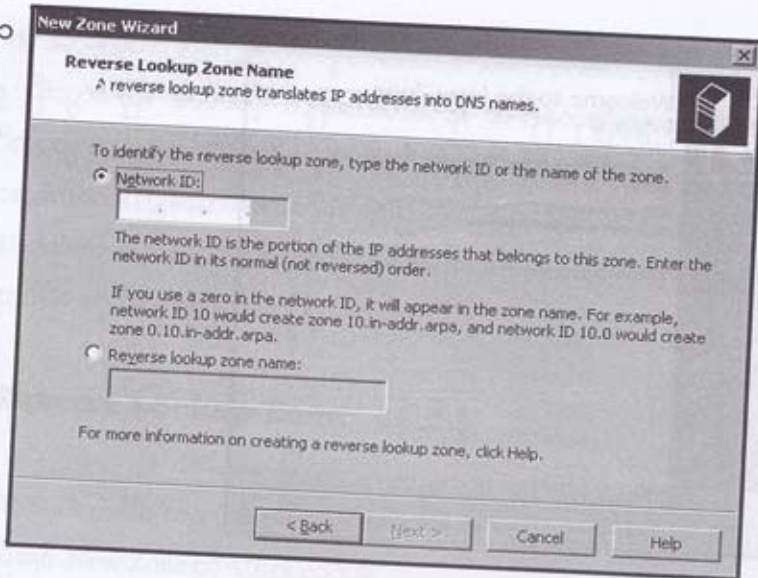 New Zone Wizard
Reverse Lookup Zone Name
A reverse lookup zone translates IP addresses into DNS names.
To identify the reverse lookup zone, type the network ID or the name of the zone.
Network ID:
The network ID is the portion of the IP addresses that belongs to this zone. Enter the
network ID in its normal (not reversed) order.
If you use a zero in the network ID, it will appear in the zone name. For example,
network ID 10 would create zone 10.in-addr.arpa, and network ID 10.0 would create
zone 0.10.in-addr.arpa.
Reverse lookup zone name:
For more information on creating a reverse lookup zone, click Help.
< Back Next > Cancel Help